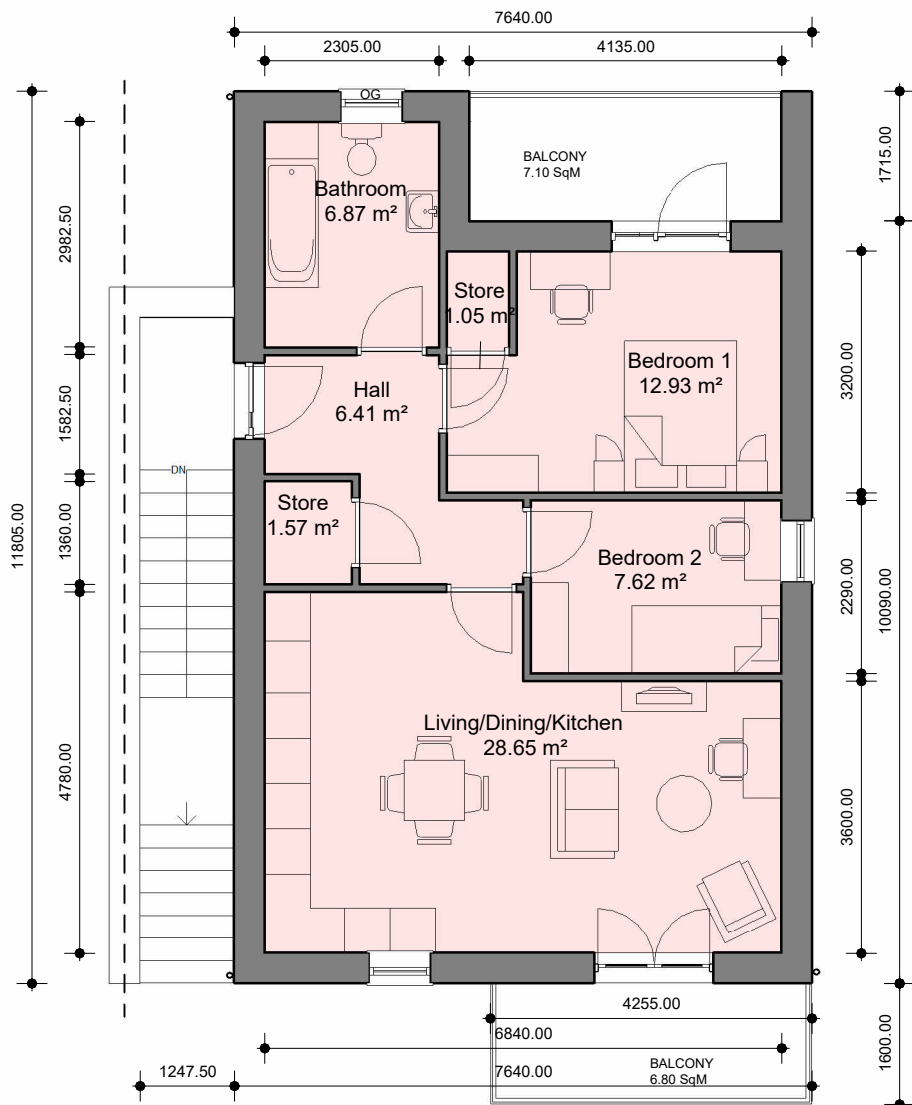 7640.00
2305.00
4135.00
OG
BALCONY
7.10 SqM
1715.00
Bathroom
6.87 m²
2982.50
Store
1.05 m²
Bedroom 1
12.93 m²
3200.00
Hall
6.41 m²
1582.50
DN
Store
1.57 m²
1360.00
11805.00
Bedroom 2
7.62 m²
2290.00
10090.00
Living/Dining/Kitchen
28.65 m²
4780.00
3600.00
4255.00
6840.00
1600.00
1247.50
7640.00
BALCONY
6.80 SqM